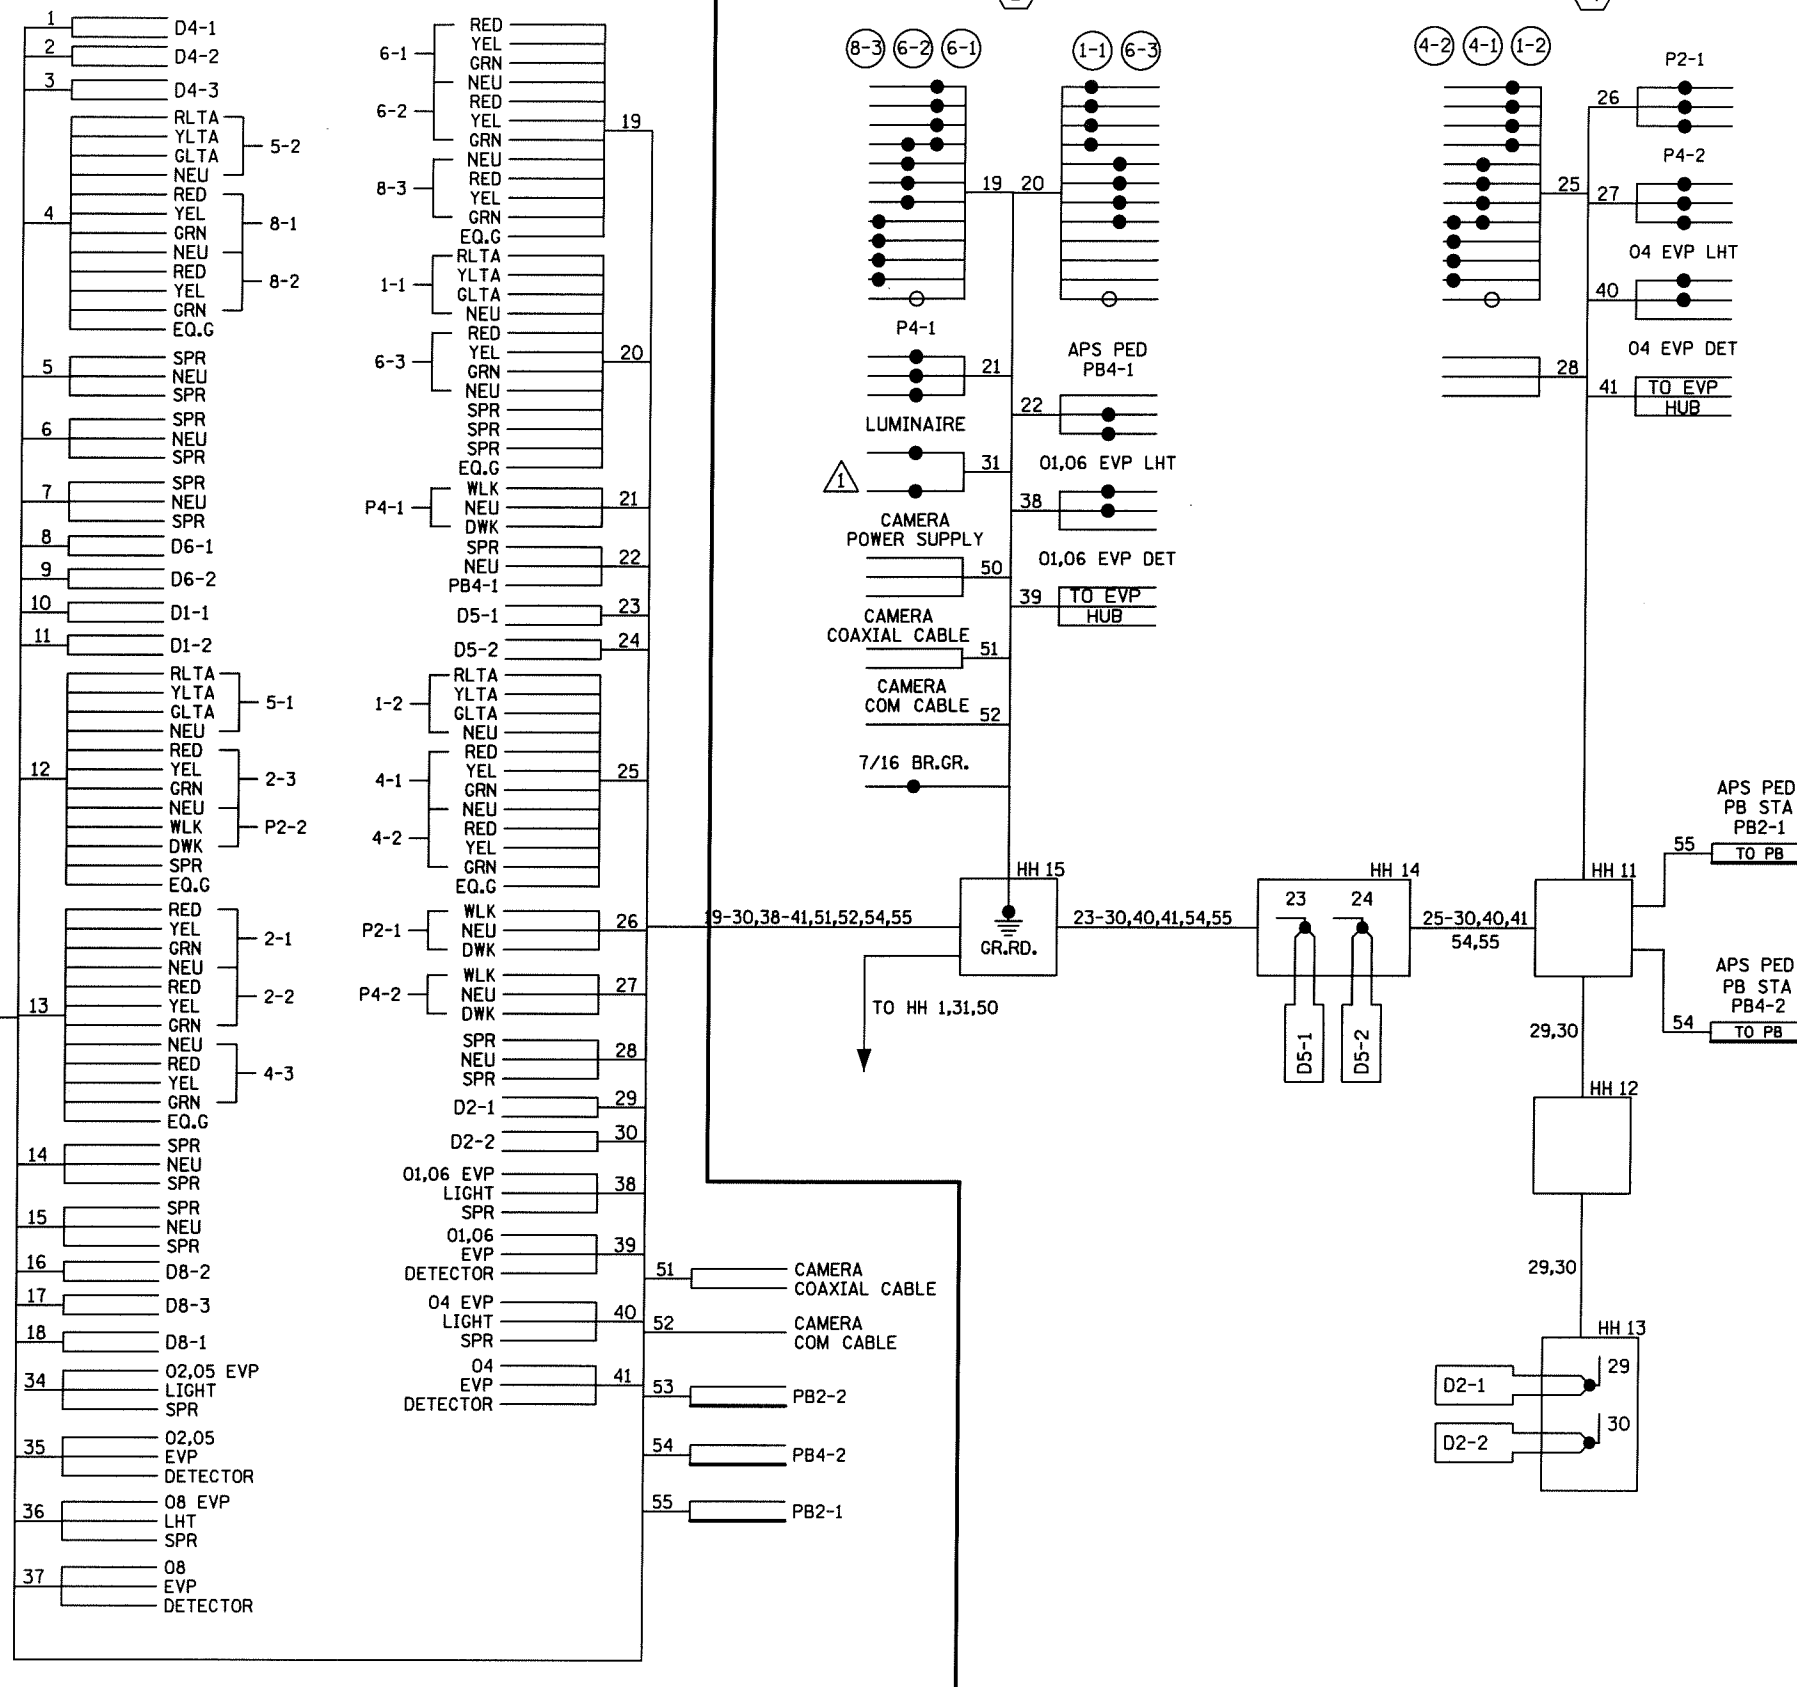 1
D4-1
2
D4-2
3
D4-3
4
RLTA
YLTA
GLTA
NEU
5-2
RED
YEL
GRN
NEU
8-1
RED
YEL
GRN
8-2
EQ.G
5
SPR
NEU
SPR
6
SPR
NEU
SPR
7
SPR
NEU
SPR
8
D6-1
9
D6-2
10
D1-1
11
D1-2
12
RLTA
YLTA
GLTA
NEU
5-1
RED
YEL
GRN
NEU
2-3
WLK
DWK
P2-2
SPR
EQ.G
13
RED
YEL
GRN
NEU
2-1
RED
YEL
GRN
2-2
NEU
RED
YEL
GRN
4-3
EQ.G
14
SPR
NEU
SPR
15
SPR
NEU
SPR
16
D8-2
17
D8-3
18
D8-1
34
02,05 EVP
LIGHT
SPR
35
02,05
EVP
DETECTOR
36
08 EVP
LHT
SPR
37
08
EVP
DETECTOR
6-1
RED
YEL
GRN
NEU
6-2
RED
YEL
GRN
8-3
NEU
RED
YEL
GRN
EQ.G
19
1-1
RLTA
YLTA
GLTA
NEU
6-3
RED
YEL
GRN
NEU
SPR
SPR
SPR
EQ.G
20
P4-1
WLK
NEU
DWK
21
SPR
NEU
PB4-1
22
D5-1
23
D5-2
24
1-2
RLTA
YLTA
GLTA
NEU
4-1
RED
YEL
GRN
NEU
4-2
RED
YEL
GRN
EQ.G
25
P2-1
WLK
NEU
DWK
26
P4-2
WLK
NEU
DWK
27
SPR
NEU
SPR
28
D2-1
29
D2-2
30
01,06 EVP
LIGHT
SPR
38
01,06
EVP
DETECTOR
39
04 EVP
LIGHT
SPR
40
04
EVP
DETECTOR
41
51
CAMERA
COAXIAL CABLE
52
CAMERA
COM CABLE
53
PB2-2
54
PB4-2
55
PB2-1
8-3 6-2 6-1
1-1 6-3
19 20
P4-1
21
APS PED
PB4-1
22
LUMINAIRE
1
31
01,06 EVP LHT
38
CAMERA
POWER SUPPLY
50
01,06 EVP DET
39
TO EVP
HUB
CAMERA
COAXIAL CABLE
51
CAMERA
COM CABLE
52
7/16 BR.GR.
HH 15
GR.RD.
19-30,38-41,51,52,54,55
TO HH 1,31,50
23-30,40,41,54,55
HH 14
23 24
D5-1
D5-2
25-30,40,41
54,55
4-2 4-1 1-2
25
P2-1
26
P4-2
27
04 EVP LHT
40
04 EVP DET
28
41
TO EVP
HUB
HH 11
APS PED
PB STA
PB2-1
55
TO PB
APS PED
PB STA
PB4-2
54
TO PB
29,30
HH 12
29,30
HH 13
D2-1
29
D2-2
30